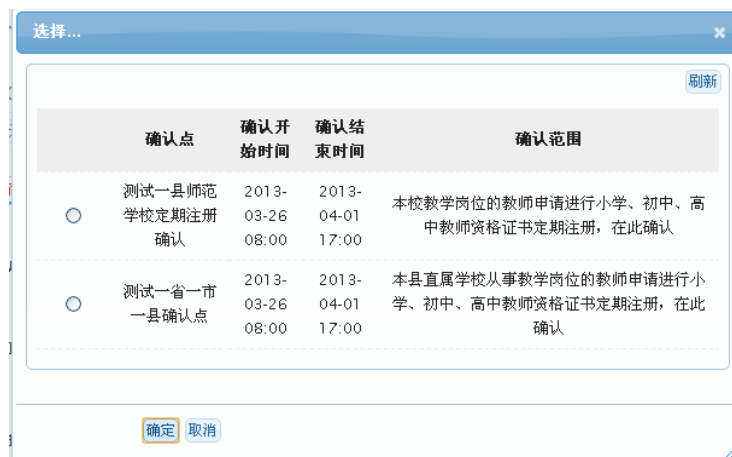 选择...
刷新
确认点
确认开
始时间
确认结
束时间
确认范围
测试一县师范
学校定期注册
确认
2013-
03-26
08:00
2013-
04-01
17:00
本校教学岗位的教师申请进行小学、初中、高
中教师资格证书定期注册，在此确认
测试一省一市
一县确认点
2013-
03-26
08:00
2013-
04-01
17:00
本县直属学校从事教学岗位的教师申请进行小
学、初中、高中教师资格证书定期注册，在此
确认
确定
取消